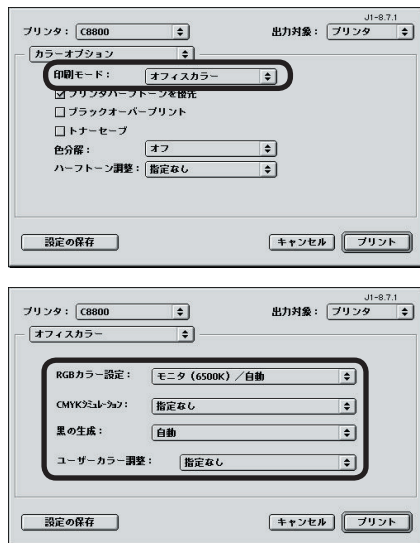 J1-8.7.1
プリンタ： C8800 出力対象： プリンタ
カラーオプション
印刷モード： オフィスカラー
プリンタハーフトーンを優先
ブラックオーバープリント
トナーセーブ
色分解： オフ
ハーフトーン調整： 指定なし
設定の保存 キャンセル プリント
J1-8.7.1
プリンタ： C8800 出力対象： プリンタ
オフィスカラー
RGBカラー設定： モニタ（6500K）／自動
CMYKシミュレーション： 指定なし
黒の生成： 自動
ユーザーカラー調整： 指定なし
設定の保存 キャンセル プリント